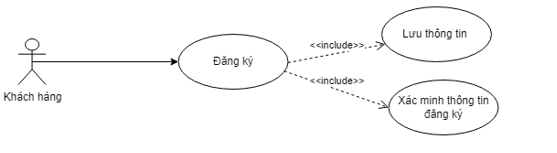 Lưu thông tin
<<include>>
Đăng ký
<<include>>
Khách hàng
Xác minh thông tin
đăng ký